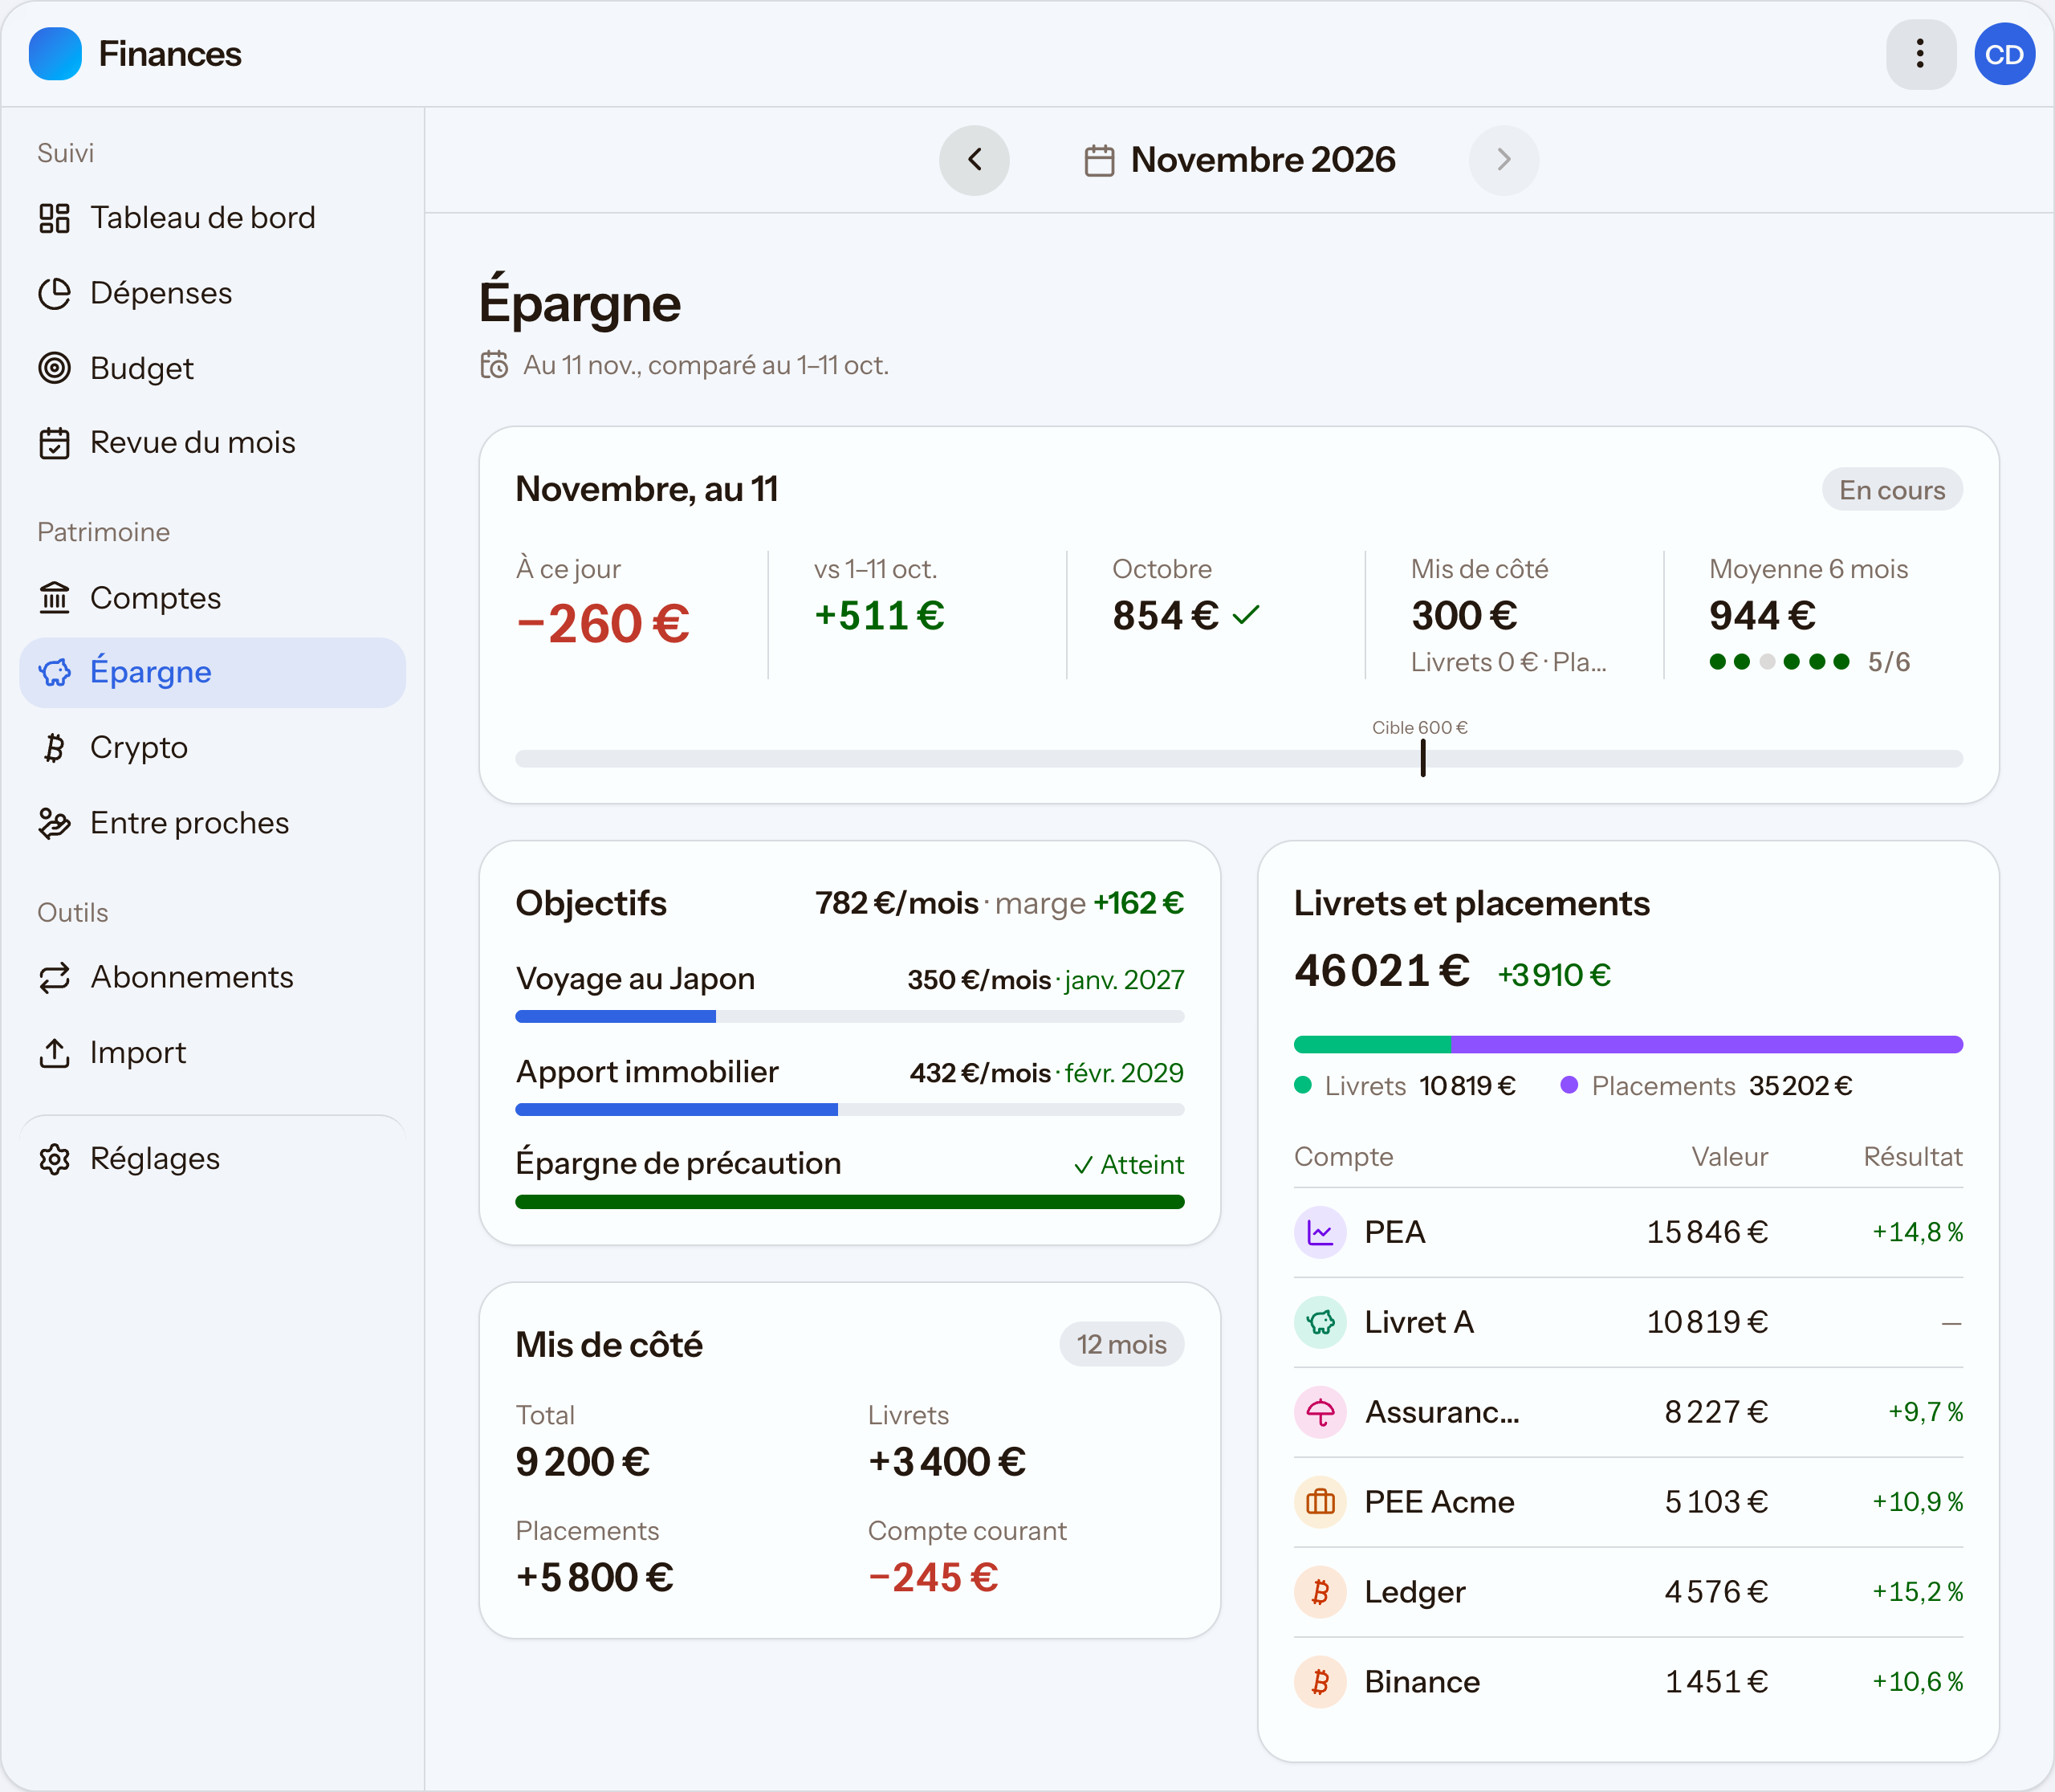 Finances
CD
Suivi
Tableau de bord
Dépenses
Budget
Revue du mois
Patrimoine
Comptes
Épargne
Crypto
Entre proches
Outils
Abonnements
Import
Réglages
Novembre 2026
Épargne
Au 11 nov., comparé au 1–11 oct.
Novembre, au 11
En cours
À ce jour
−260 €
vs 1–11 oct.
+511 €
Octobre
854 €
Mis de côté
300 €
Livrets 0 € · Pla...
Moyenne 6 mois
944 €
5/6
Cible 600 €
Objectifs
782 €/mois · marge +162 €
Voyage au Japon
350 €/mois · janv. 2027
Apport immobilier
432 €/mois · févr. 2029
Épargne de précaution
Atteint
Mis de côté
12 mois
Total
9 200 €
Livrets
+3 400 €
Placements
+5 800 €
Compte courant
−245 €
Livrets et placements
46 021 € +3 910 €
Livrets 10 819 € Placements 35 202 €
Compte Valeur Résultat
PEA 15 846 € +14,8 %
Livret A 10 819 € —
Assuranc... 8 227 € +9,7 %
PEE Acme 5 103 € +10,9 %
Ledger 4 576 € +15,2 %
Binance 1 451 € +10,6 %